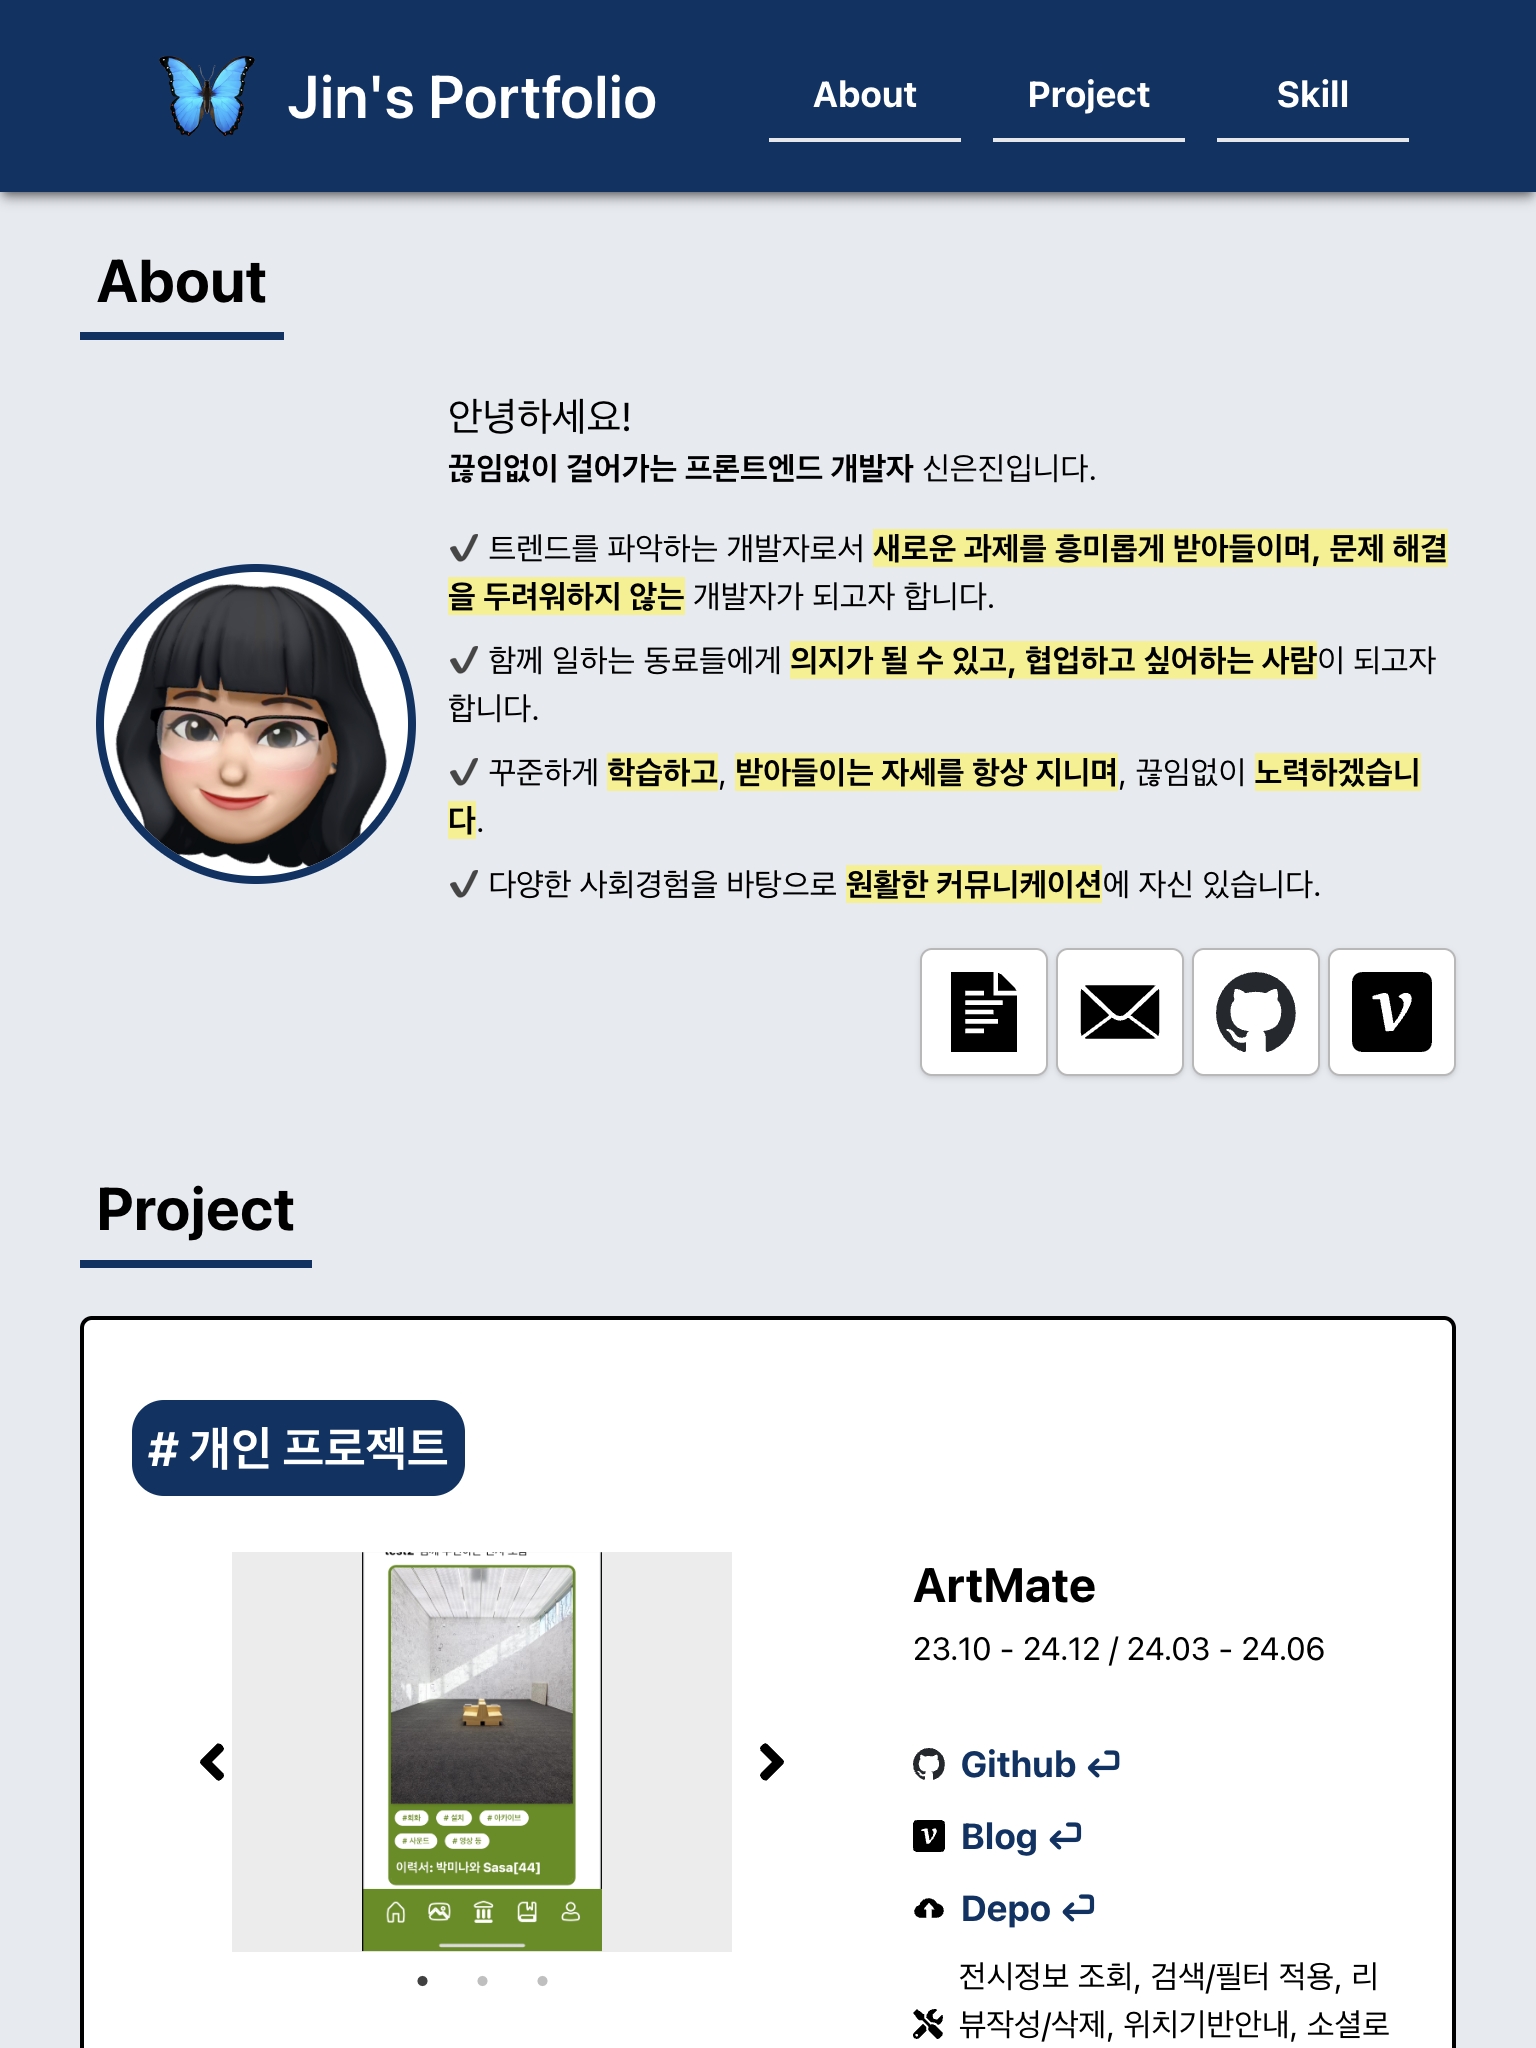 Jin's Portfolio
About
Project
Skill
About
안녕하세요!
끊임없이 걸어가는 프론트엔드 개발자 신은진입니다.
✔ 트렌드를 파악하는 개발자로서 새로운 과제를 흥미롭게 받아들이며, 문제 해결
을 두려워하지 않는 개발자가 되고자 합니다.
✔ 함께 일하는 동료들에게 의지가 될 수 있고, 협업하고 싶어하는 사람이 되고자
합니다.
✔ 꾸준하게 학습하고, 받아들이는 자세를 항상 지니며, 끊임없이 노력하겠습니
다.
✔ 다양한 사회경험을 바탕으로 원활한 커뮤니케이션에 자신 있습니다.
Project
# 개인 프로젝트
#회화 # 설치 # 아카이브
# 사운드 # 영상 등
이력서: 박미나와 Sasa[44]
ArtMate
23.10 - 24.12 / 24.03 - 24.06
Github
Blog
Depo
전시정보 조회, 검색/필터 적용, 리
뷰작성/삭제, 위치기반안내, 소셜로